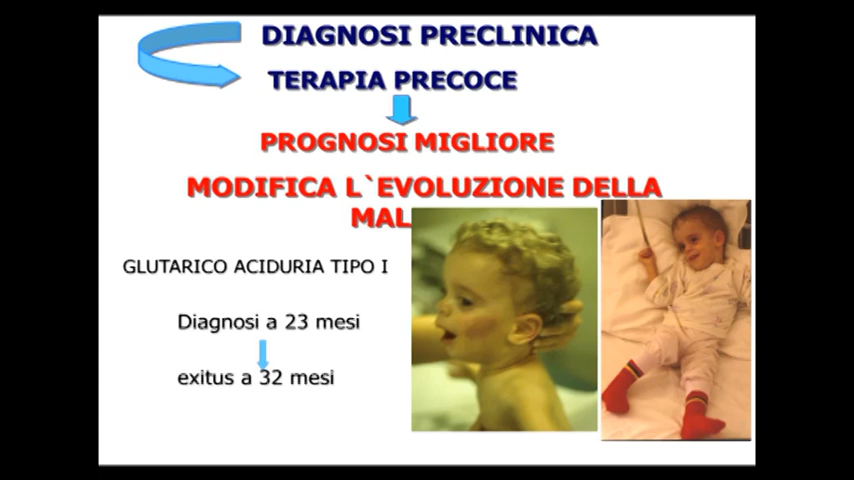 DIAGNOSI PRECLINICA
TERAPIA PRECOCE
PROGNOSI MIGLIORE
MODIFICA L`EVOLUZIONE DELLA
GLUTARICO ACIDURIA TIPO I
Diagnosi a 23 mesi
exitus a 32 mesi